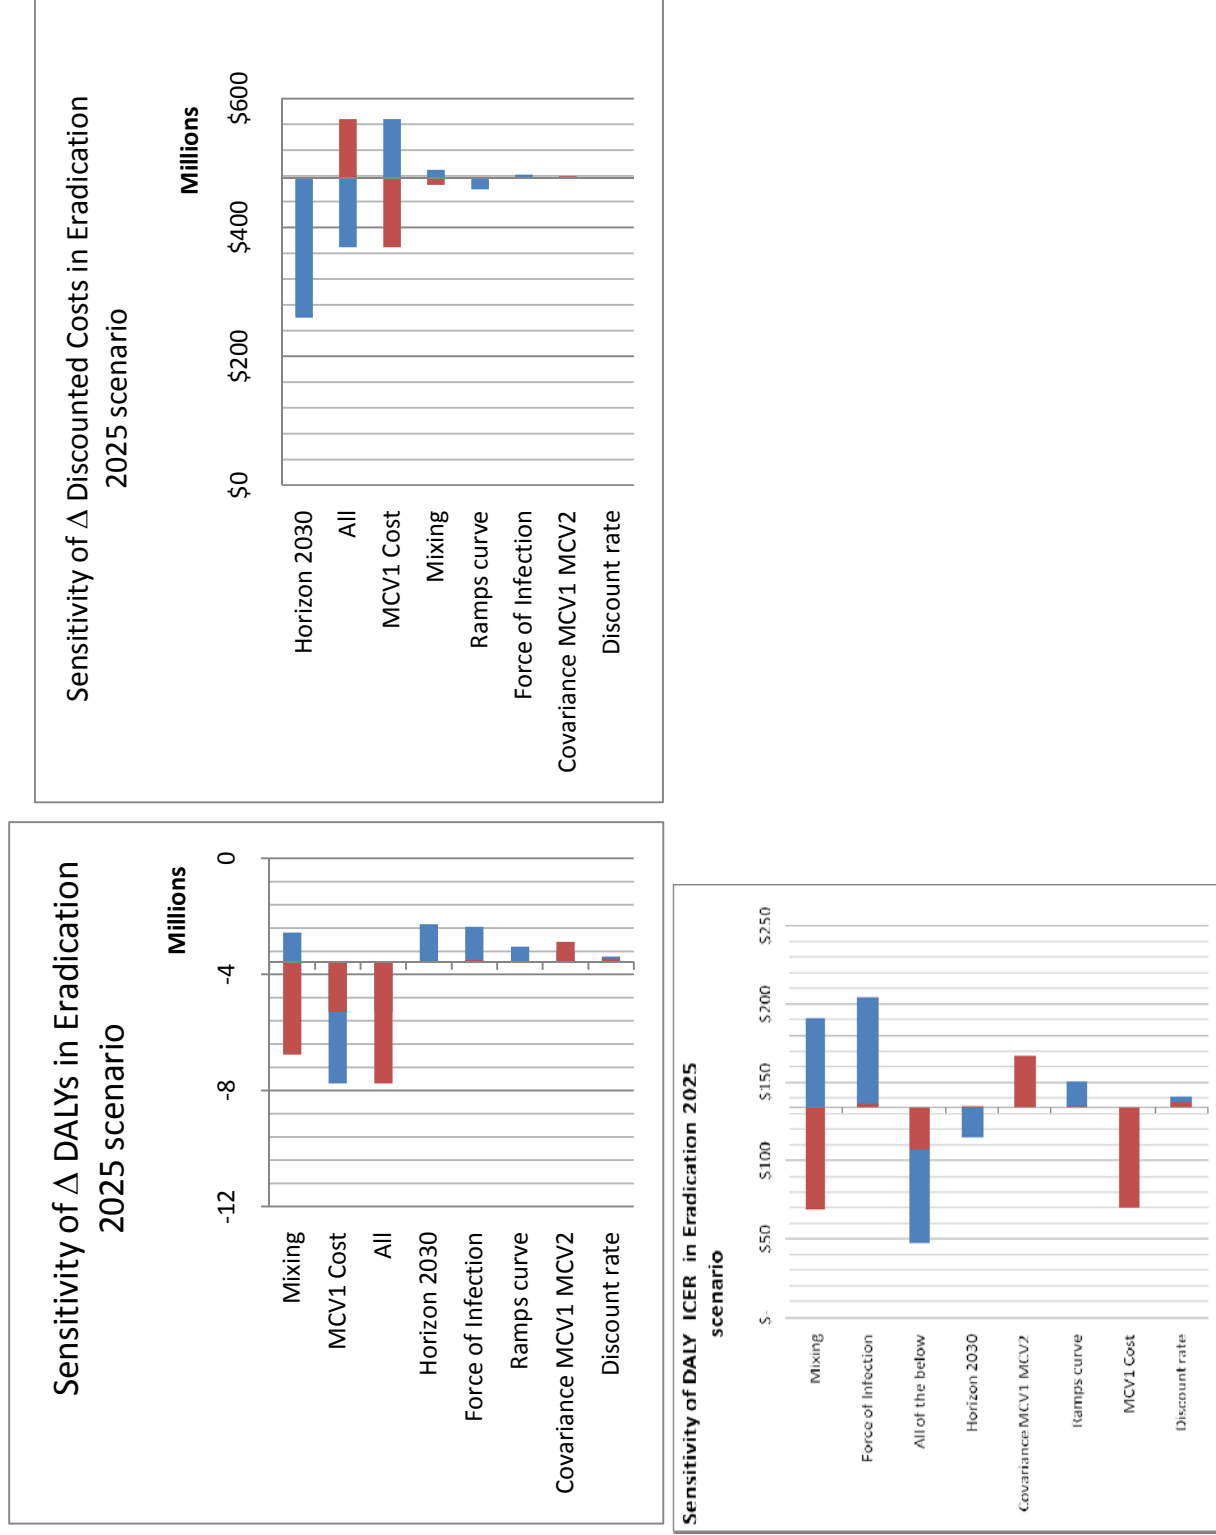 Sensitivity of Δ DALYs in Eradication
2025 scenario
Millions
-12
-8
-4
0
Mixing
MCV1 Cost
All
Horizon 2030
Force of Infection
Ramps curve
Covariance MCV1 MCV2
Discount rate
Sensitivity of Δ Discounted Costs in Eradication
2025 scenario
Millions
$0
$200
$400
$600
Horizon 2030
All
MCV1 Cost
Mixing
Ramps curve
Force of Infection
Covariance MCV1 MCV2
Discount rate
Sensitivity of DALY ICER in Eradication 2025
scenario
$-
$50
$100
$150
$200
$250
Mixing
Force of Infection
All of the below
Horizon 2030
Covariance MCV1 MCV2
Ramps curve
MCV1 Cost
Discount rate